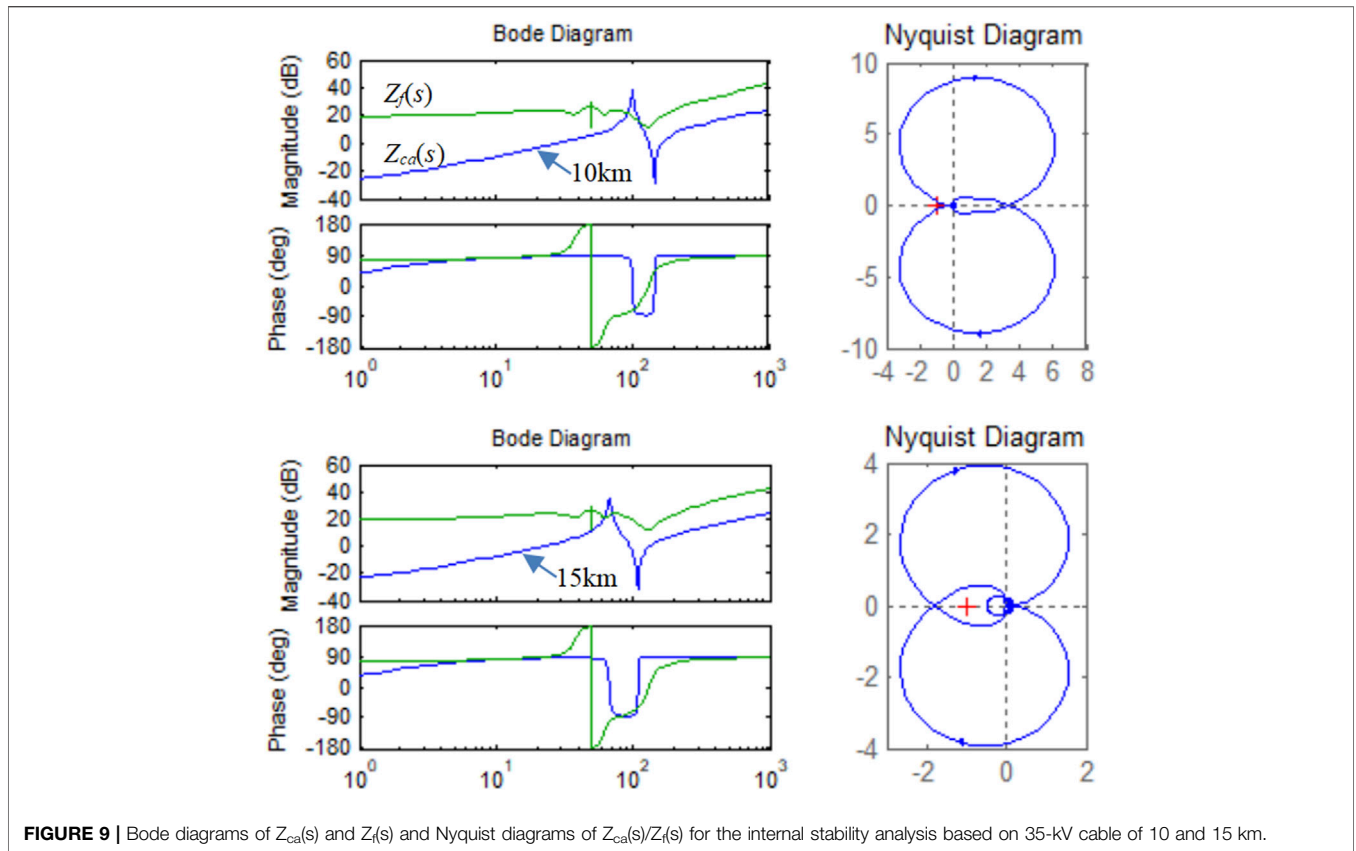 Bode Diagram
Magnitude (dB)
60
40
20
0
-20
-40
Zf(s)
Zca(s)
10km
Phase (deg)
180
90
0
-90
-180
10^0
10^1
10^2
10^3
Nyquist Diagram
10
5
0
-5
-10
-4 -2 0 2 4 6 8
Bode Diagram
Magnitude (dB)
60
40
20
0
-20
-40
15km
Phase (deg)
180
90
0
-90
-180
10^0
10^1
10^2
10^3
Nyquist Diagram
4
2
0
-2
-4
-2 0 2
FIGURE 9 | Bode diagrams of Zca(s) and Zf(s) and Nyquist diagrams of Zca(s)/Zf(s) for the internal stability analysis based on 35-kV cable of 10 and 15 km.